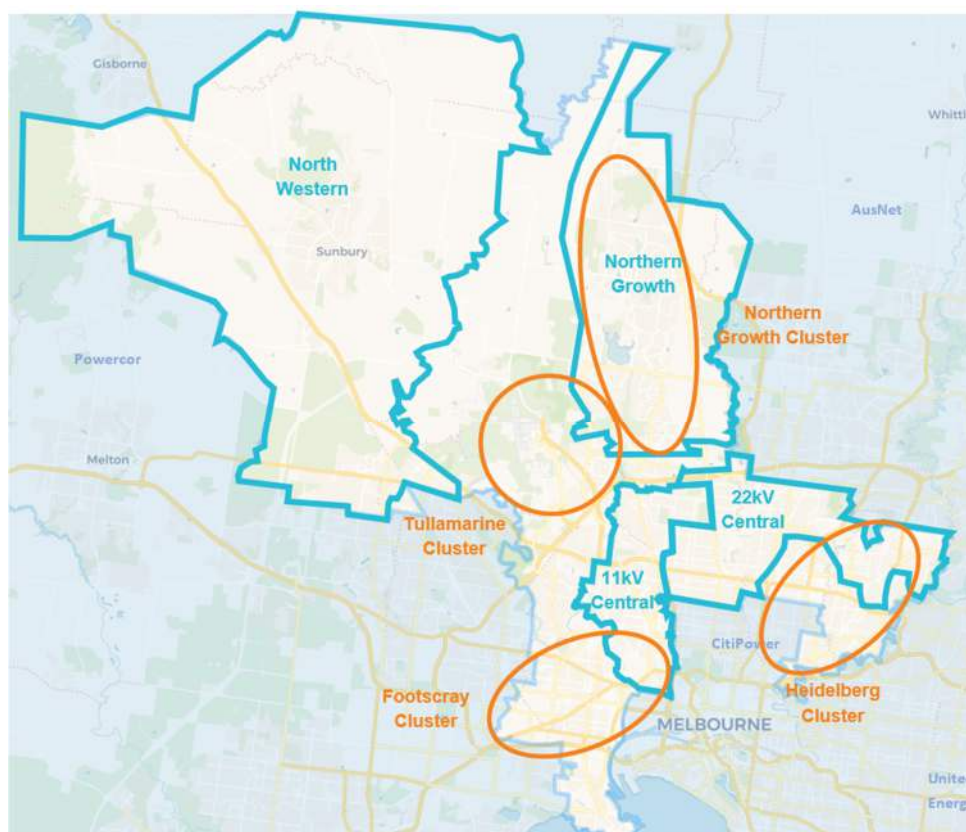 Gisborne
Whittl
North
Western
Sunbury
AusNet
Northern
Growth
Northern
Growth Cluster
Powercor
Melton
22kV
Central
Tullamarine
Cluster
11kV
Central
CitiPower
Footscray
Cluster
Heidelberg
Cluster
MELBOURNE
Unite
Energ